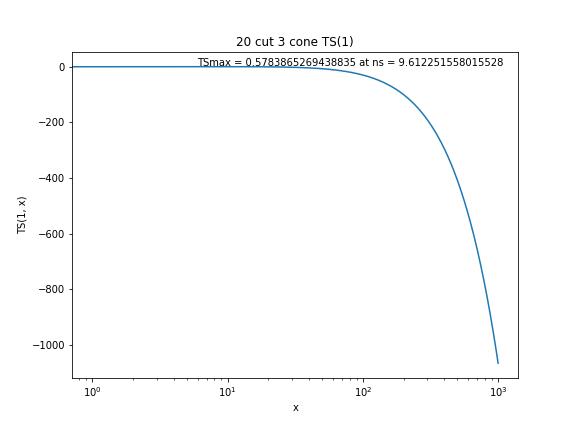 20 cut 3 cone TS(1)
TSmax = 0.5783865269438835 at ns = 9.612251558015528
0
−200
−400
−600
−800
−1000
TS(1, x)
10⁰ 10¹ 10² 10³
x